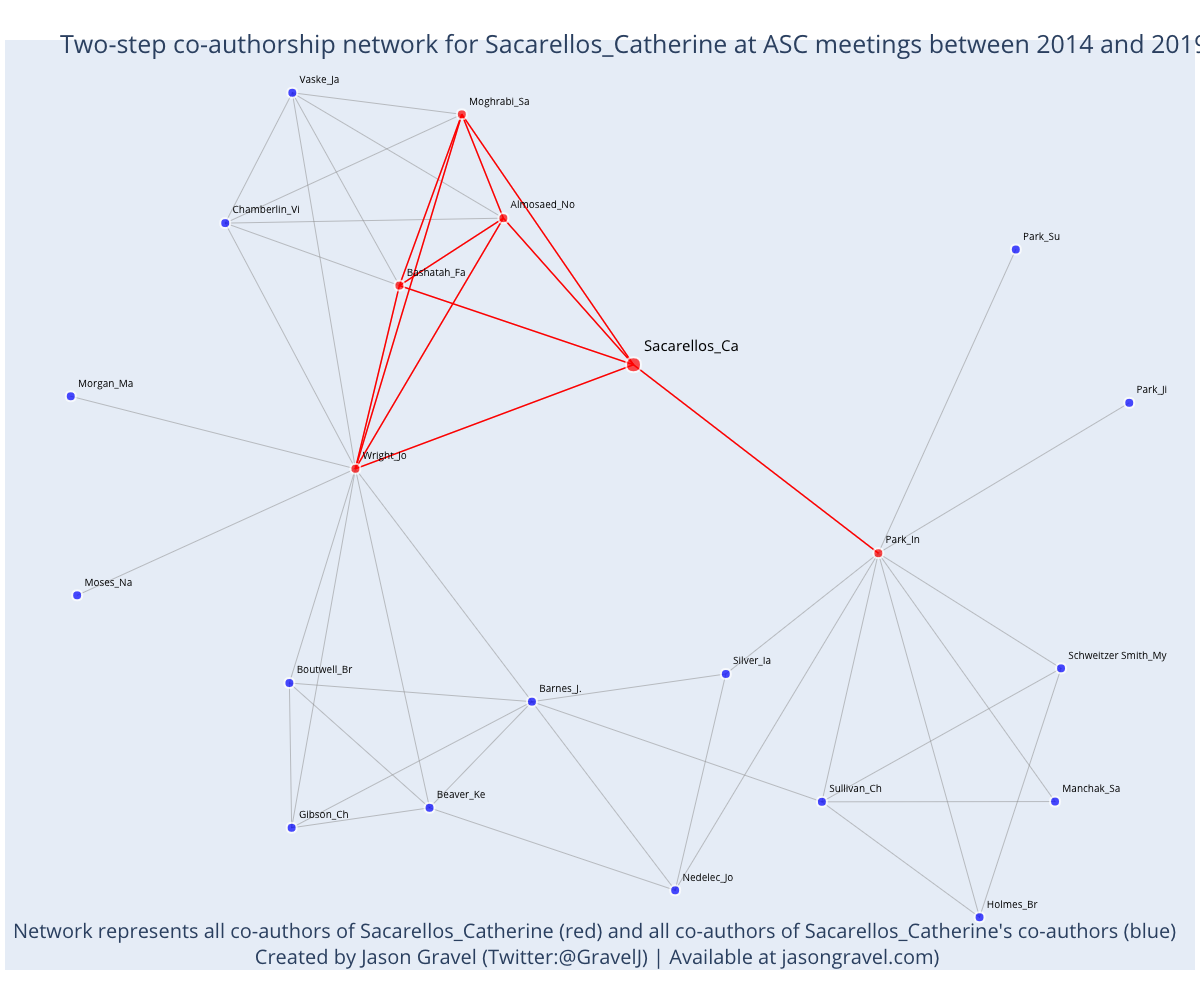 Two-step co-authorship network for Sacarellos_Catherine at ASC meetings between 2014 and 2019
Vaske_Ja
Moghrabi_Sa
Chamberlin_Vi
Almosaed_No
Park_Su
Bashatah_Fa
Sacarellos_Ca
Morgan_Ma
Park_Ji
Wright_Jo
Park_In
Moses_Na
Schweitzer Smith_My
Silver_Ia
Boutwell_Br
Barnes_J.
Sullivan_Ch
Manchak_Sa
Beaver_Ke
Gibson_Ch
Nedelec_Jo
Holmes_Br
Network represents all co-authors of Sacarellos_Catherine (red) and all co-authors of Sacarellos_Catherine's co-authors (blue)
Created by Jason Gravel (Twitter:@GravelJ) | Available at jasongravel.com)